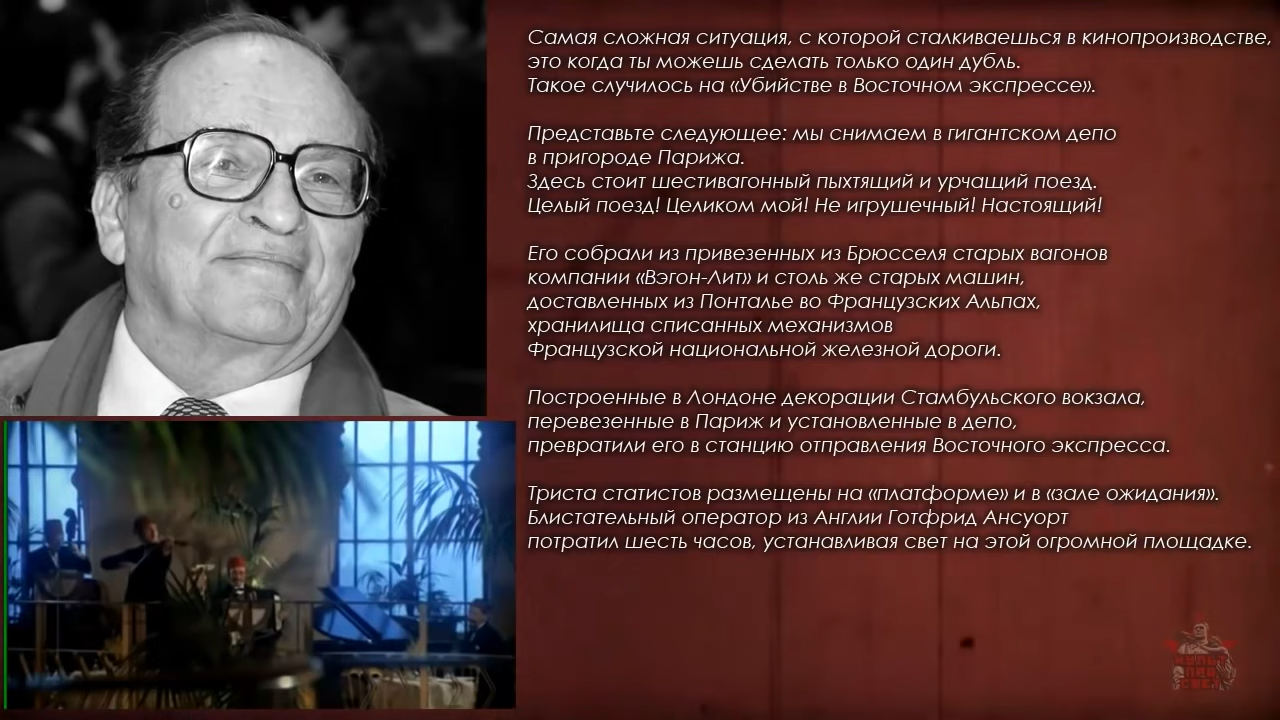 Самая сложная ситуация, с которой сталкиваешься в кинопроизводстве,
это когда ты можешь сделать только один дубль.
Такое случилось на «Убийстве в Восточном экспрессе».
Представьте следующее: мы снимаем в гигантском депо
в пригороде Парижа.
Здесь стоит шестивагонный пыхтящий и урчащий поезд.
Целый поезд! Целиком мой! Не игрушечный! Настоящий!
Его собрали из привезенных из Брюсселя старых вагонов
компании «Вэгон-Лит» и столь же старых машин,
доставленных из Понталье во Французских Альпах,
хранилища списанных механизмов
Французской национальной железной дороги.
Построенные в Лондоне декорации Стамбульского вокзала,
перевезенные в Париж и установленные в депо,
превратили его в станцию отправления Восточного экспресса.
Триста статистов размещены на «платформе» и в «зале ожидания».
Блистательный оператор из Англии Готфрид Ансуорт
потратил шесть часов, устанавливая свет на этой огромной площадке.